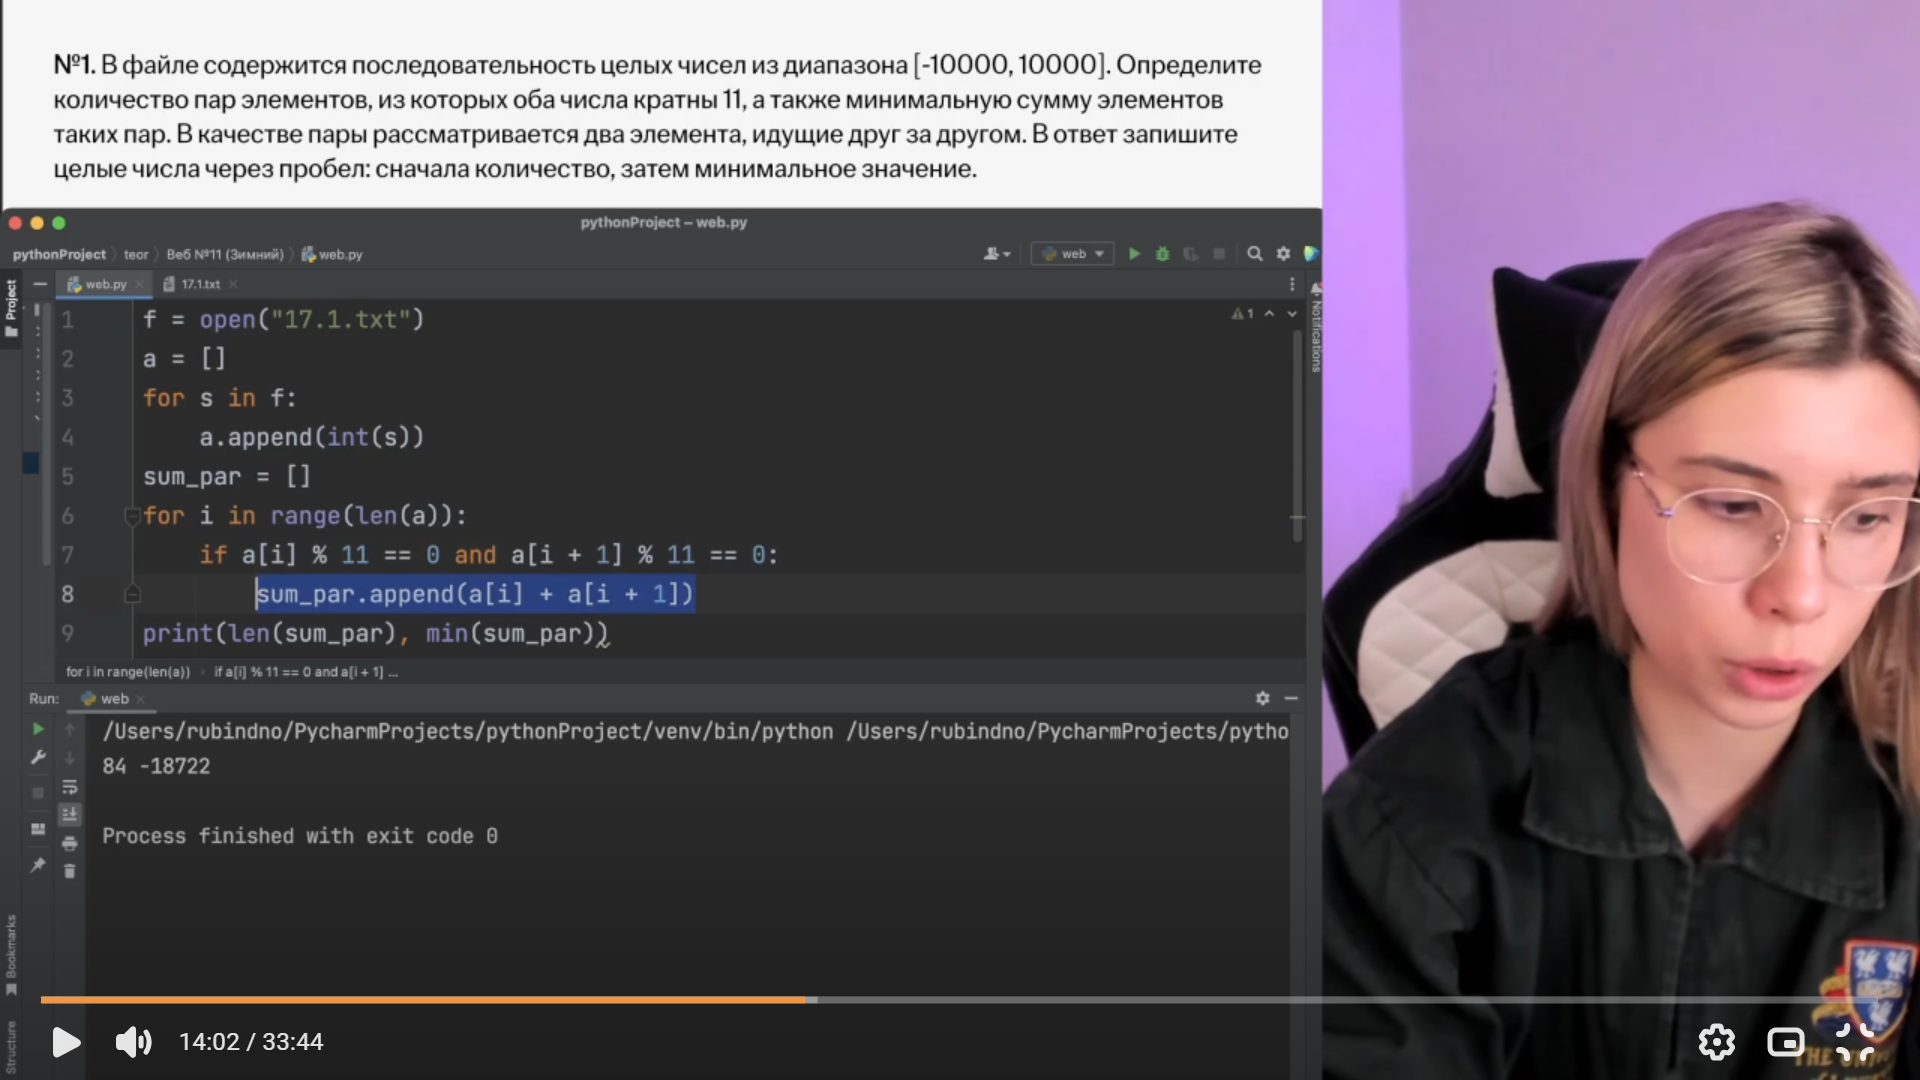 №1. В файле содержится последовательность целых чисел из диапазона [-10000, 10000]. Определите
количество пар элементов, из которых оба числа кратны 11, а также минимальную сумму элементов
таких пар. В качестве пары рассматривается два элемента, идущие друг за другом. В ответ запишите
целые числа через пробел: сначала количество, затем минимальное значение.
pythonProject – web.py
pythonProject teor Веб №11 (Зимний) web.py
web
Project
web.py 17.1.txt
Notifications
1 f = open("17.1.txt")
1
2 a = []
3 for s in f:
4 a.append(int(s))
5 sum_par = []
6 for i in range(len(a)):
7 if a[i] % 11 == 0 and a[i + 1] % 11 == 0:
8 sum_par.append(a[i] + a[i + 1])
9 print(len(sum_par), min(sum_par))
for i in range(len(a)) if a[i] % 11 == 0 and a[i + 1] ...
Run: web
/Users/rubindno/PycharmProjects/pythonProject/venv/bin/python /Users/rubindno/PycharmProjects/pytho
84 -18722
Process finished with exit code 0
Bookmarks
Structure
14:02 / 33:44
THE